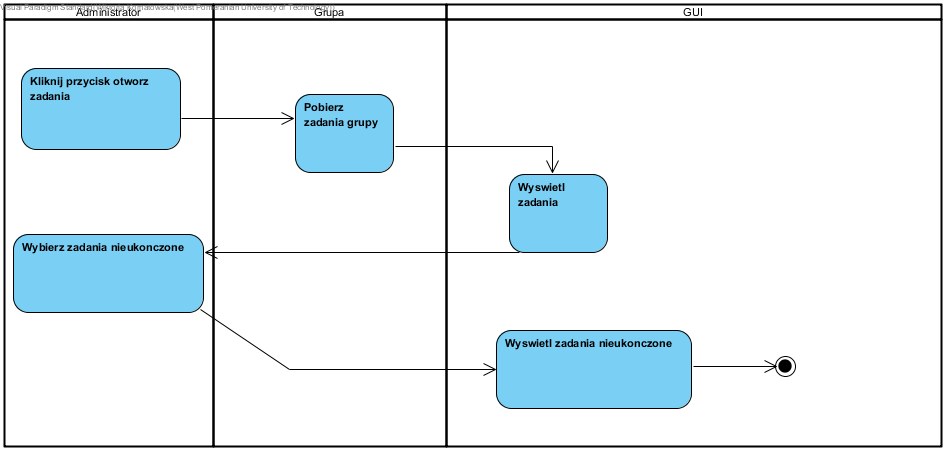 Visual Paradigm Standard (West Pomeranian University of Technology)
Administrator
Grupa
GUI
Kliknij przycisk otworz
zadania
Pobierz
zadania grupy
Wyswietl
zadania
Wybierz zadania nieukonczone
Wyswietl zadania nieukonczone